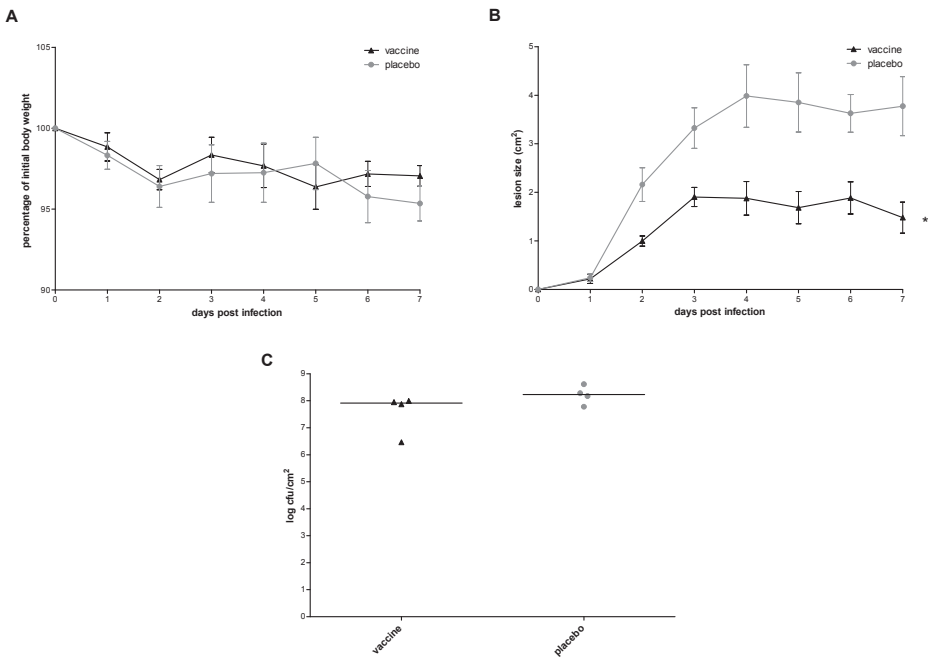 A
105
100
95
90
percentage of initial body weight
0 1 2 3 4 5 6 7
days post infection
vaccine
placebo
B
5
4
3
2
1
0
lesion size (cm²)
0 1 2 3 4 5 6 7
days post infection
vaccine
placebo
*
C
9
8
7
6
5
4
3
2
1
0
log cfu/cm²
vaccine
placebo